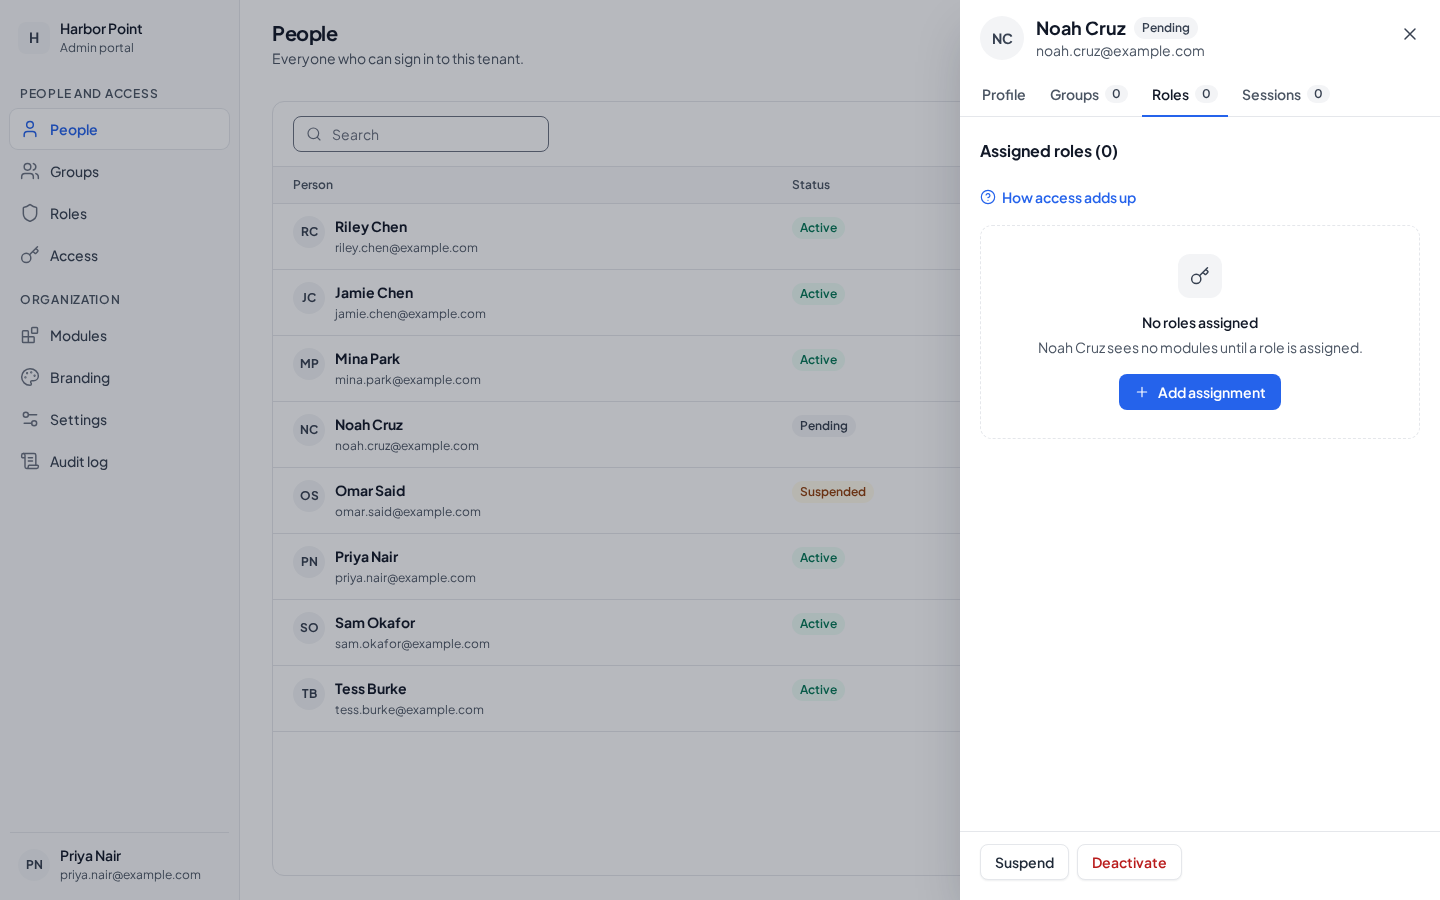 H
Harbor Point
Admin portal
PEOPLE AND ACCESS
People
Groups
Roles
Access
ORGANIZATION
Modules
Branding
Settings
Audit log
PN
Priya Nair
priya.nair@example.com
People
Everyone who can sign in to this tenant.
Search
Person Status
RC Riley Chen Active
riley.chen@example.com
JC Jamie Chen Active
jamie.chen@example.com
MP Mina Park Active
mina.park@example.com
NC Noah Cruz Pending
noah.cruz@example.com
OS Omar Said Suspended
omar.said@example.com
PN Priya Nair Active
priya.nair@example.com
SO Sam Okafor Active
sam.okafor@example.com
TB Tess Burke Active
tess.burke@example.com
NC Noah Cruz Pending
noah.cruz@example.com
Profile Groups 0 Roles 0 Sessions 0
Assigned roles (0)
How access adds up
No roles assigned
Noah Cruz sees no modules until a role is assigned.
Add assignment
Suspend Deactivate